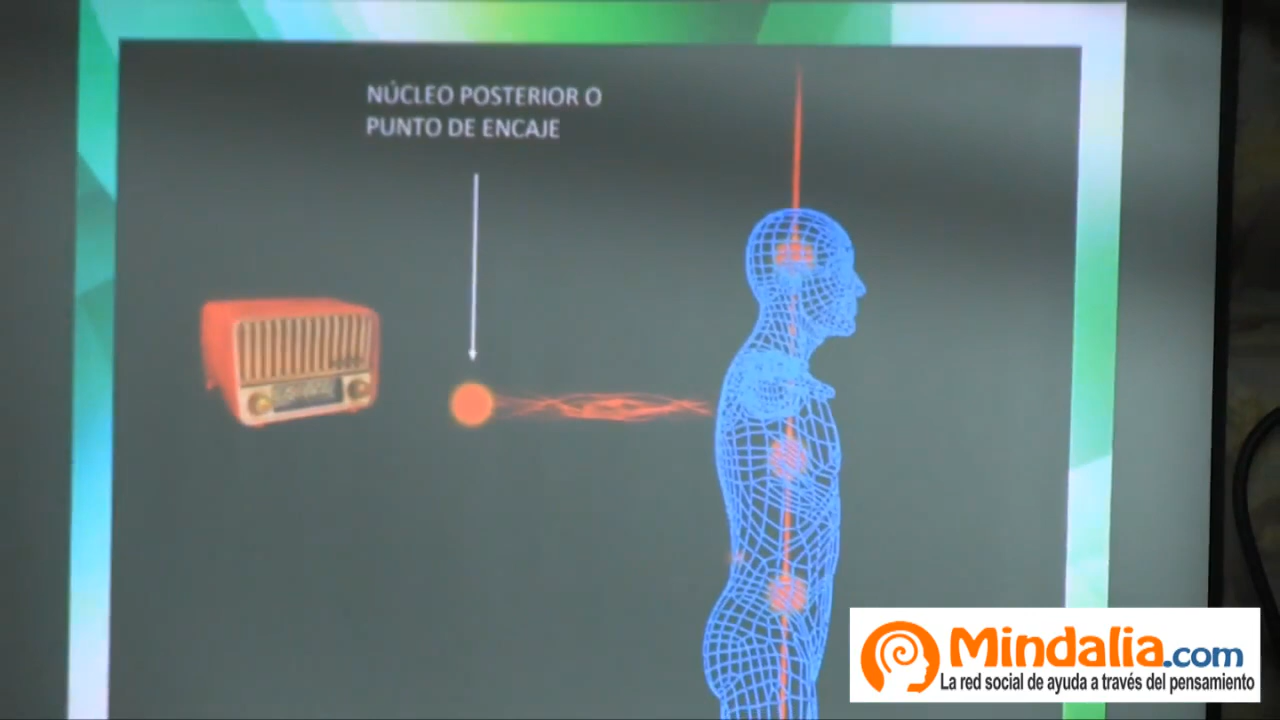 NÚCLEO POSTERIOR O
PUNTO DE ENCAJE
Mindalia.com
La red social de ayuda a través del pensamiento